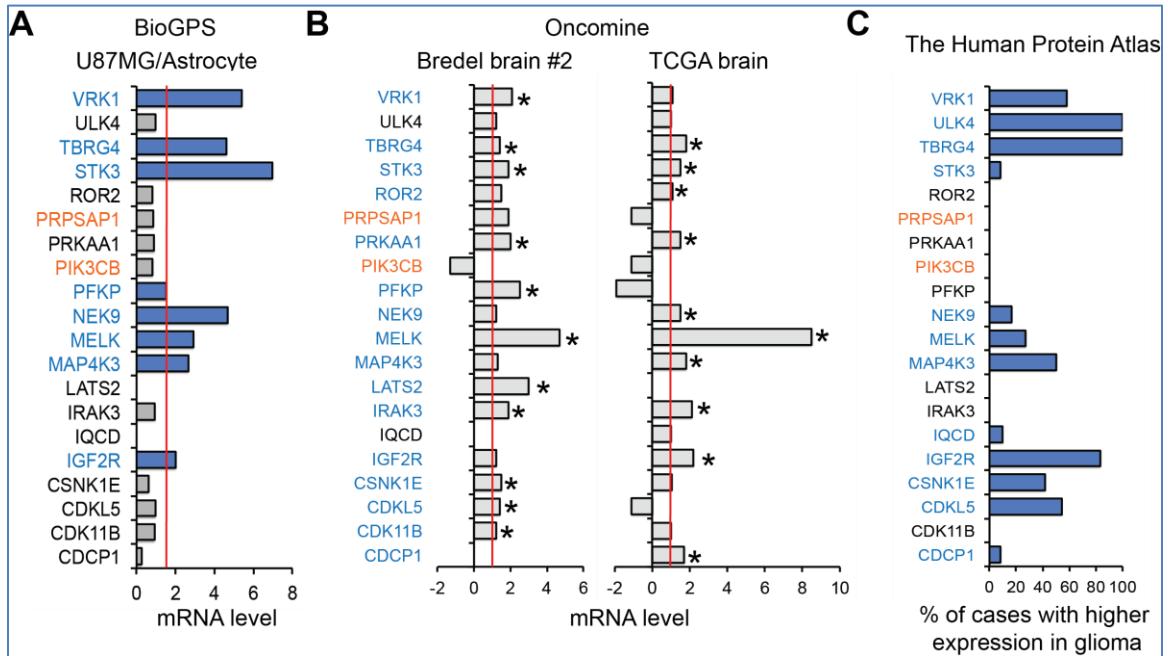 A
BioGPS
U87MG/Astrocyte
VRK1
ULK4
TBRG4
STK3
ROR2
PRPSAP1
PRKAA1
PIK3CB
PFKP
NEK9
MELK
MAP4K3
LATS2
IRAK3
IQCD
IGF2R
CSNK1E
CDKL5
CDK11B
CDCP1
0 2 4 6 8
mRNA level
B
Oncomine
Bredel brain #2
TCGA brain
VRK1 *
ULK4
TBRG4 * *
STK3 * *
ROR2 *
PRPSAP1
PRKAA1 * *
PIK3CB
PFKP *
NEK9 *
MELK * *
MAP4K3 *
LATS2 *
IRAK3 * *
IQCD
IGF2R *
CSNK1E *
CDKL5 *
CDK11B *
CDCP1 *
-2 0 2 4 6
mRNA level
-2 0 2 4 6 8 10
mRNA level
C
The Human Protein Atlas
VRK1
ULK4
TBRG4
STK3
ROR2
PRPSAP1
PRKAA1
PIK3CB
PFKP
NEK9
MELK
MAP4K3
LATS2
IRAK3
IQCD
IGF2R
CSNK1E
CDKL5
CDK11B
CDCP1
0 20 40 60 80 100
% of cases with higher
expression in glioma